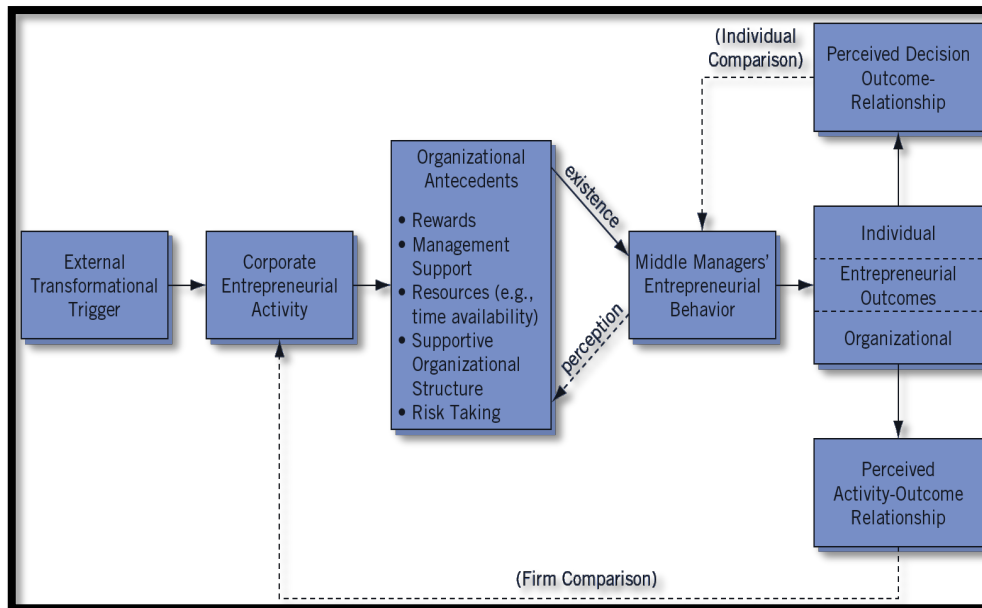 External
Transformational
Trigger
Corporate
Entrepreneurial
Activity
Organizational
Antecedents
• Rewards
• Management
Support
• Resources (e.g.,
time availability)
• Supportive
Organizational
Structure
• Risk Taking
existence
perception
Middle Managers’
Entrepreneurial
Behavior
(Individual
Comparison)
Perceived Decision
Outcome-
Relationship
Individual
Entrepreneurial
Outcomes
Organizational
Perceived
Activity-Outcome
Relationship
(Firm Comparison)